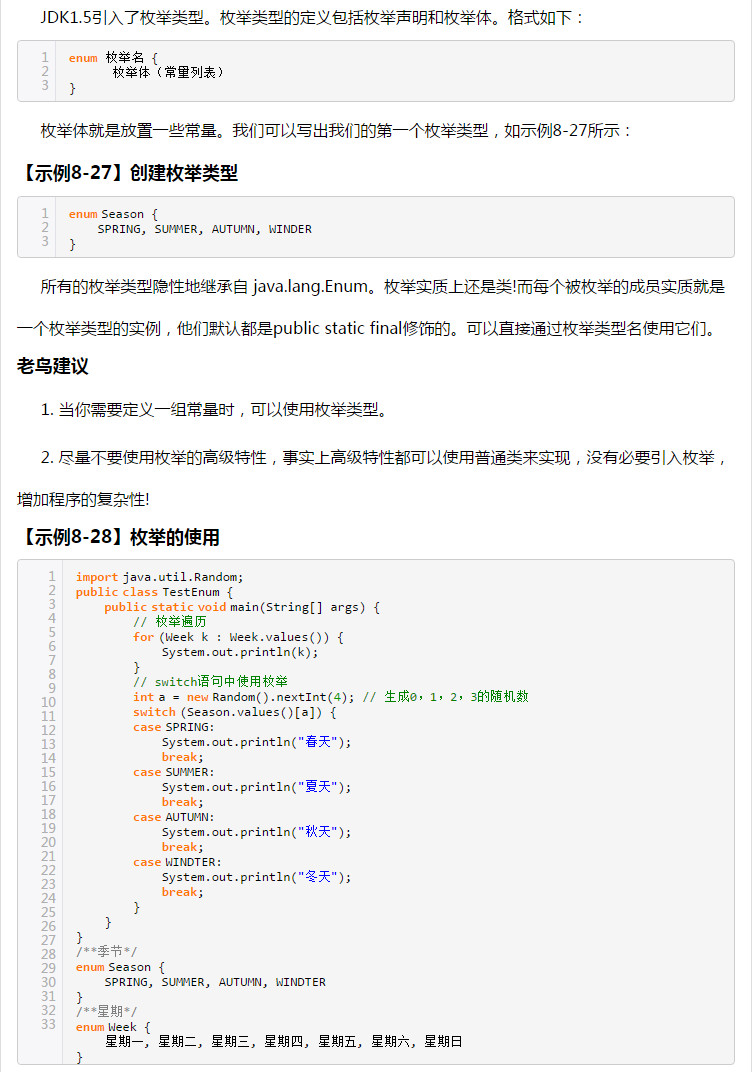 JDK1.5引入了枚举类型。枚举类型的定义包括枚举声明和枚举体。格式如下：
1 enum 枚举名 {
2       枚举体（常量列表）
3 }
枚举体就是放置一些常量。我们可以写出我们的第一个枚举类型，如示例8-27所示：
【示例8-27】创建枚举类型
1 enum Season {
2     SPRING, SUMMER, AUTUMN, WINDER
3 }
所有的枚举类型隐性地继承自 java.lang.Enum。枚举实质上还是类!而每个被枚举的成员实质就是
一个枚举类型的实例，他们默认都是public static final修饰的。可以直接通过枚举类型名使用它们。
老鸟建议
1. 当你需要定义一组常量时，可以使用枚举类型。
2. 尽量不要使用枚举的高级特性，事实上高级特性都可以使用普通类来实现，没有必要引入枚举，
增加程序的复杂性!
【示例8-28】枚举的使用
1 import java.util.Random;
2 public class TestEnum {
3     public static void main(String[] args) {
4         // 枚举遍历
5         for (Week k : Week.values()) {
6             System.out.println(k);
7         }
8         // switch语句中使用枚举
9         int a = new Random().nextInt(4); // 生成0，1，2，3的随机数
10         switch (Season.values()[a]) {
11         case SPRING:
12             System.out.println("春天");
13             break;
14         case SUMMER:
15             System.out.println("夏天");
16             break;
17         case AUTUMN:
18             System.out.println("秋天");
19             break;
20         case WINDTER:
21             System.out.println("冬天");
22             break;
23         }
24     }
25 }
26 /**季节*/
27 enum Season {
28     SPRING, SUMMER, AUTUMN, WINDTER
29 }
30 /**星期*/
31 enum Week {
32     星期一, 星期二, 星期三, 星期四, 星期五, 星期六, 星期日
33 }